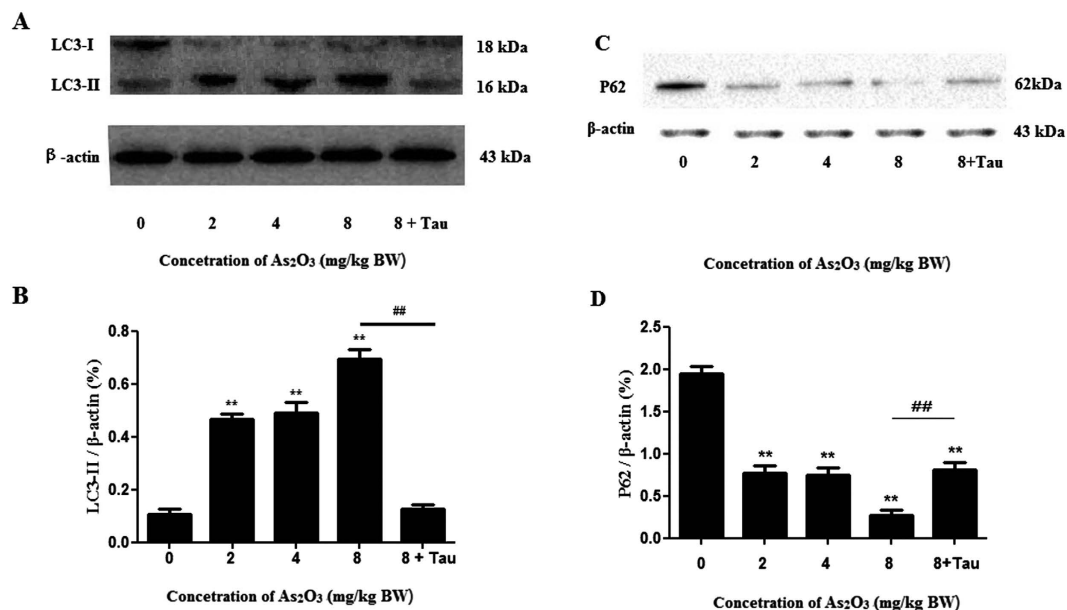 A
LC3-I 18 kDa
LC3-II 16 kDa
β -actin 43 kDa
0 2 4 8 8 + Tau
Concetration of As₂O₃ (mg/kg BW)
C
P62 62kDa
β-actin 43 kDa
0 2 4 8 8+Tau
Concetration of As₂O₃ (mg/kg BW)
B
LC3-II / β-actin (%)
0.8
0.6
0.4
0.2
0.0
** ** ** ##
0 2 4 8 8 + Tau
Concetration of As₂O₃ (mg/kg BW)
D
P62 / β-actin (%)
2.5
2.0
1.5
1.0
0.5
0.0
** ** ** ## **
0 2 4 8 8+Tau
Concetration of As₂O₃ (mg/kg BW)